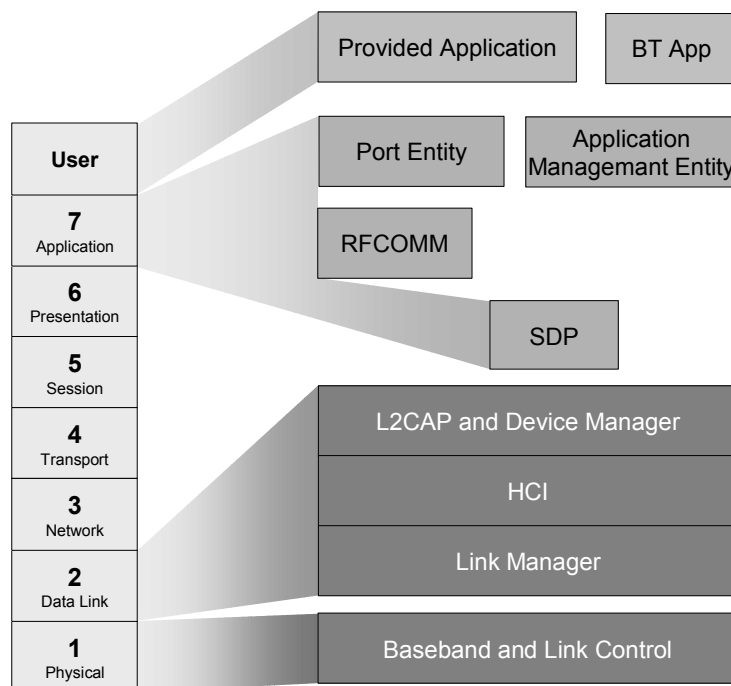 Provided Application
BT App
User
Port Entity
Application
Managemant Entity
7
Application
RFCOMM
6
Presentation
SDP
5
Session
4
Transport
L2CAP and Device Manager
3
Network
HCI
2
Data Link
Link Manager
1
Physical
Baseband and Link Control